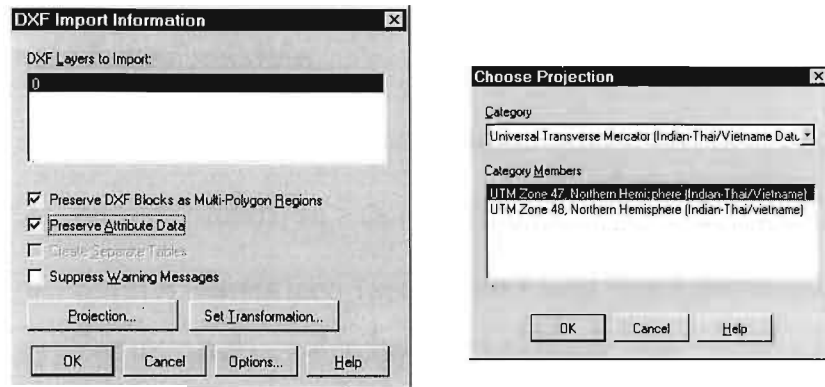 DXF Import Information
DXF Layers to Import:
0
Preserve DXF Blocks as Multi-Polygon Regions
Preserve Attribute Data
Create Separate Tables
Suppress Warning Messages
Projection...
Set Transformation...
OK
Cancel
Options...
Help
Choose Projection
Category
Universal Transverse Mercator (Indian-Thai/Vietname Datu
Category Members
UTM Zone 47, Northern Hemisphere (Indian-Thai/Vietname)
UTM Zone 48, Northern Hemisphere (Indian-Thai/vietname)
OK
Cancel
Help